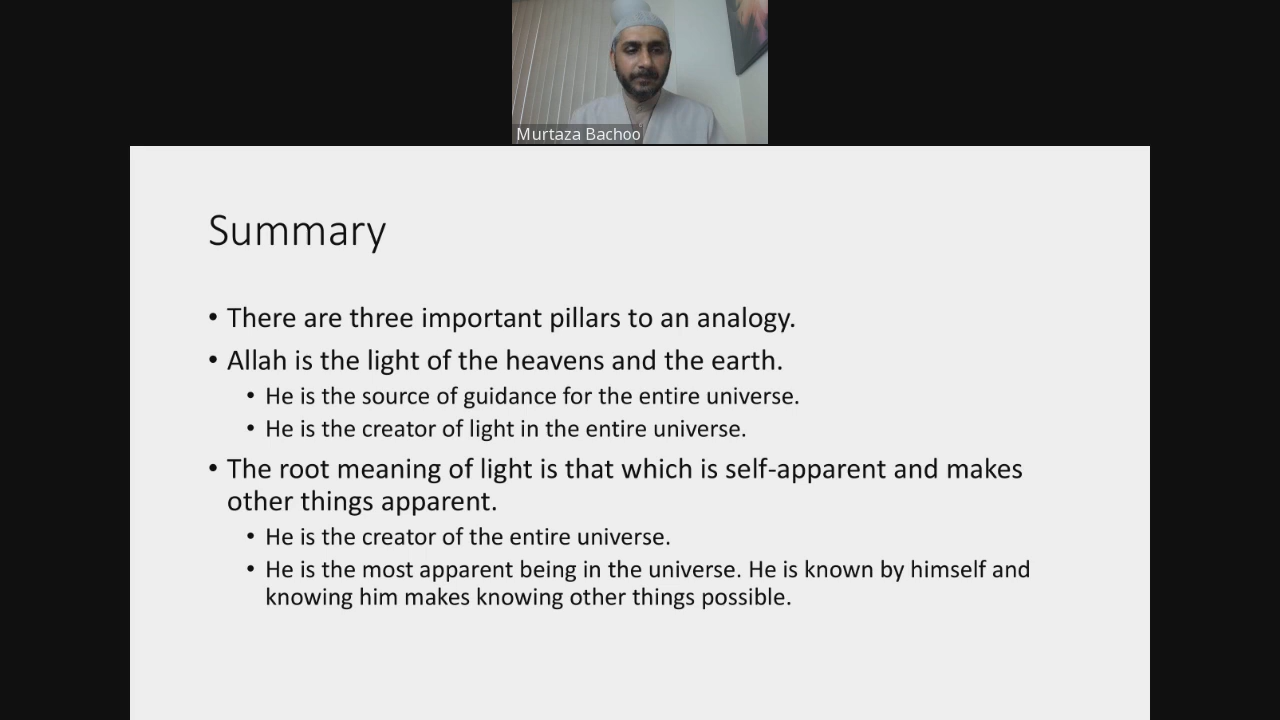 Murtaza Bachoo
Summary
• There are three important pillars to an analogy.
• Allah is the light of the heavens and the earth.
• He is the source of guidance for the entire universe.
• He is the creator of light in the entire universe.
• The root meaning of light is that which is self-apparent and makes
other things apparent.
• He is the creator of the entire universe.
• He is the most apparent being in the universe. He is known by himself and
knowing him makes knowing other things possible.